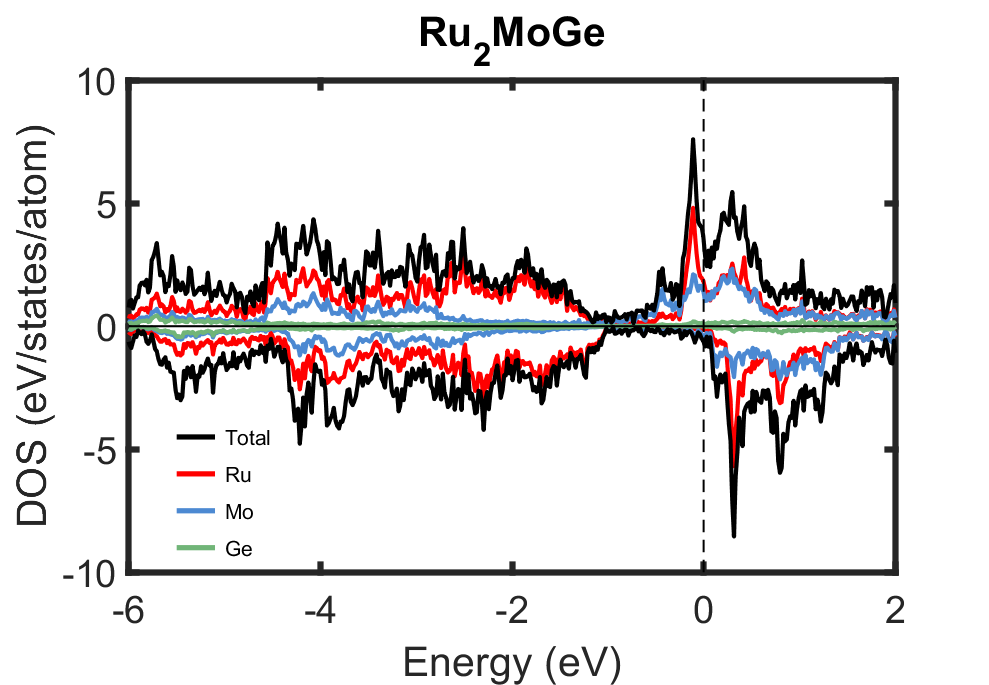 Ru₂MoGe
10
5
0
-5
-10
DOS (eV/states/atom)
Total
Ru
Mo
Ge
-6 -4 -2 0 2
Energy (eV)